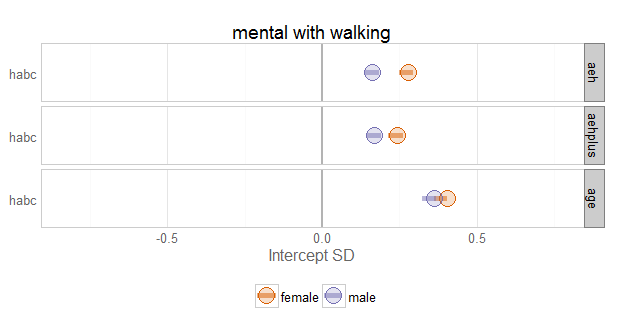 mental with walking
habc
aeh
habc
aehplus
habc
age
-0.5 0.0 0.5
Intercept SD
female male